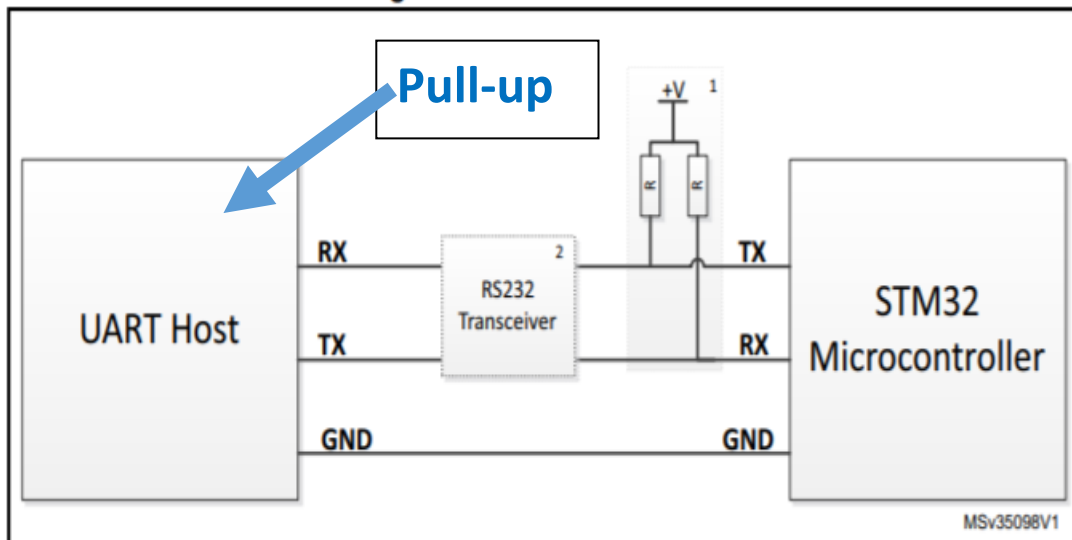 Pull-up
+V 1
R R
RX 2 TX
RS232
Transceiver
UART Host
STM32
Microcontroller
TX RX
GND GND
MSv35098V1